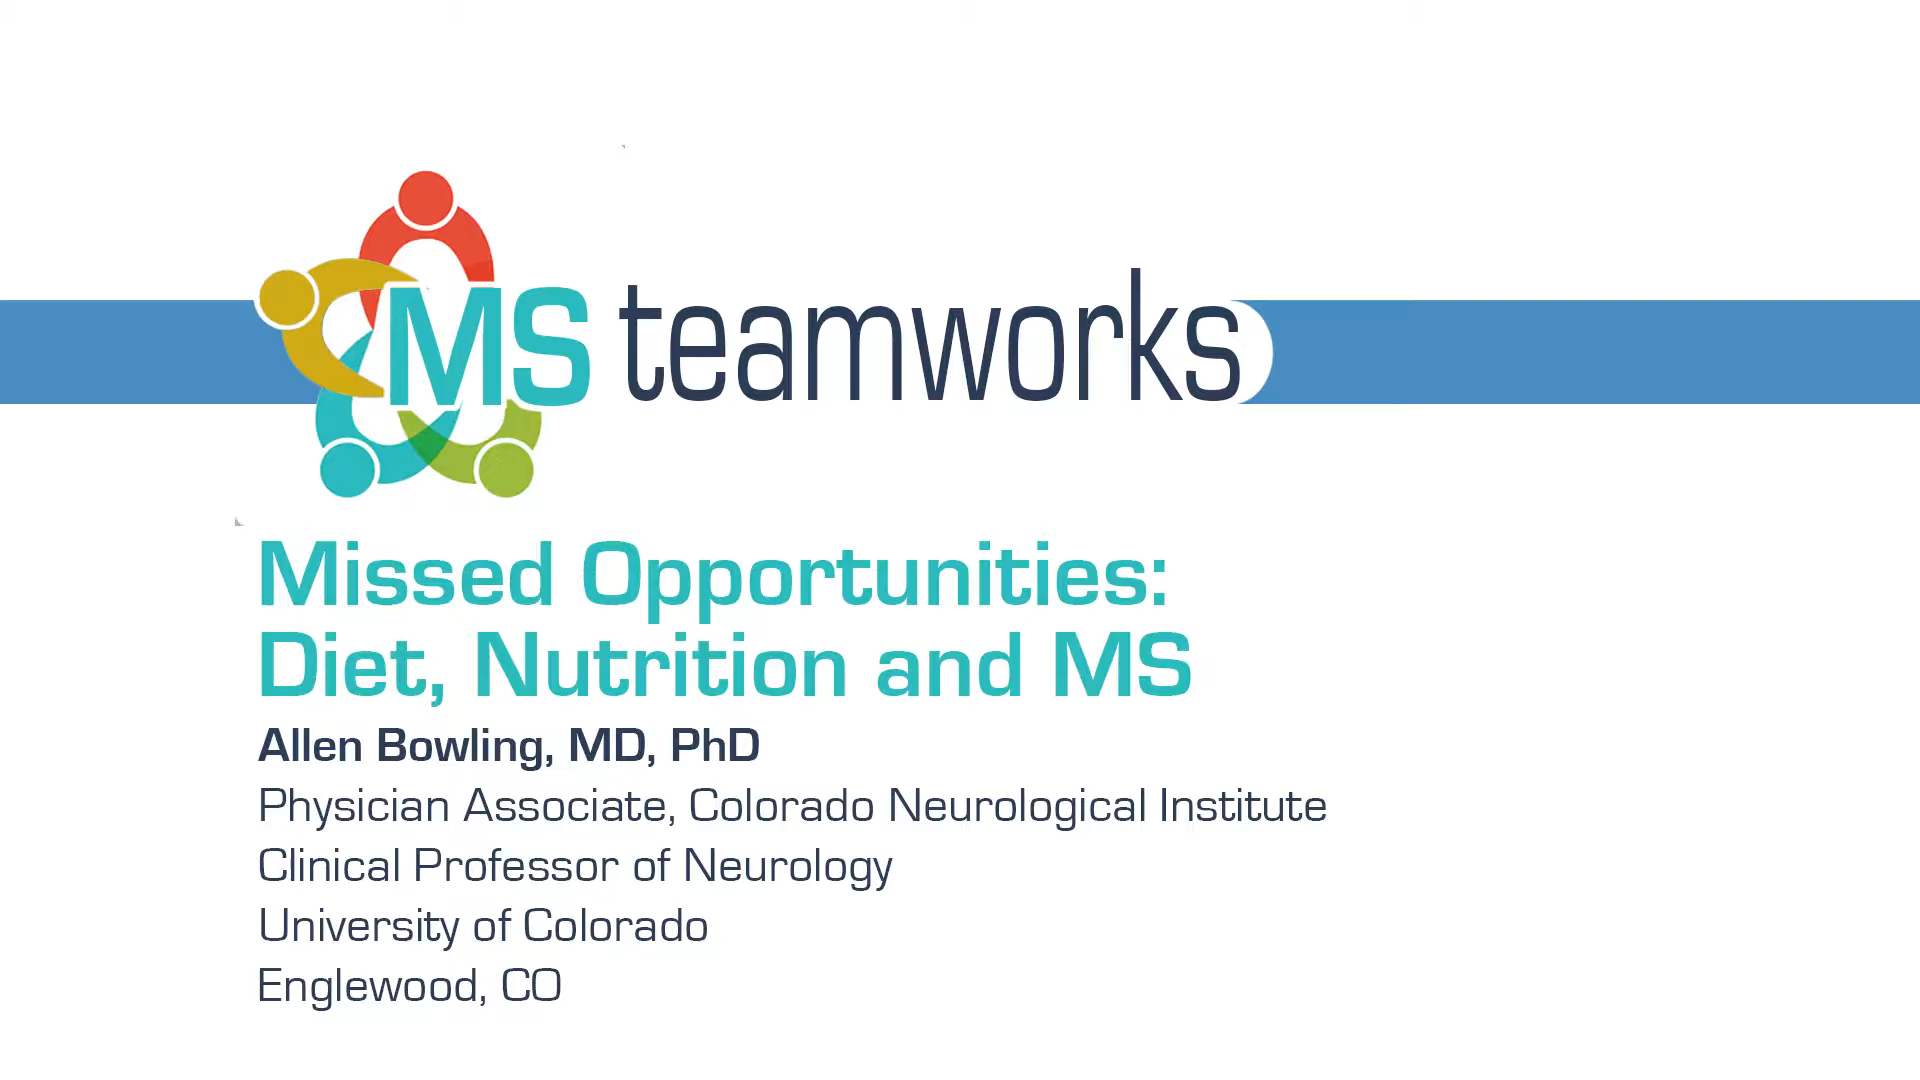 MS teamworks
Missed Opportunities:
Diet, Nutrition and MS
Allen Bowling, MD, PhD
Physician Associate, Colorado Neurological Institute
Clinical Professor of Neurology
University of Colorado
Englewood, CO